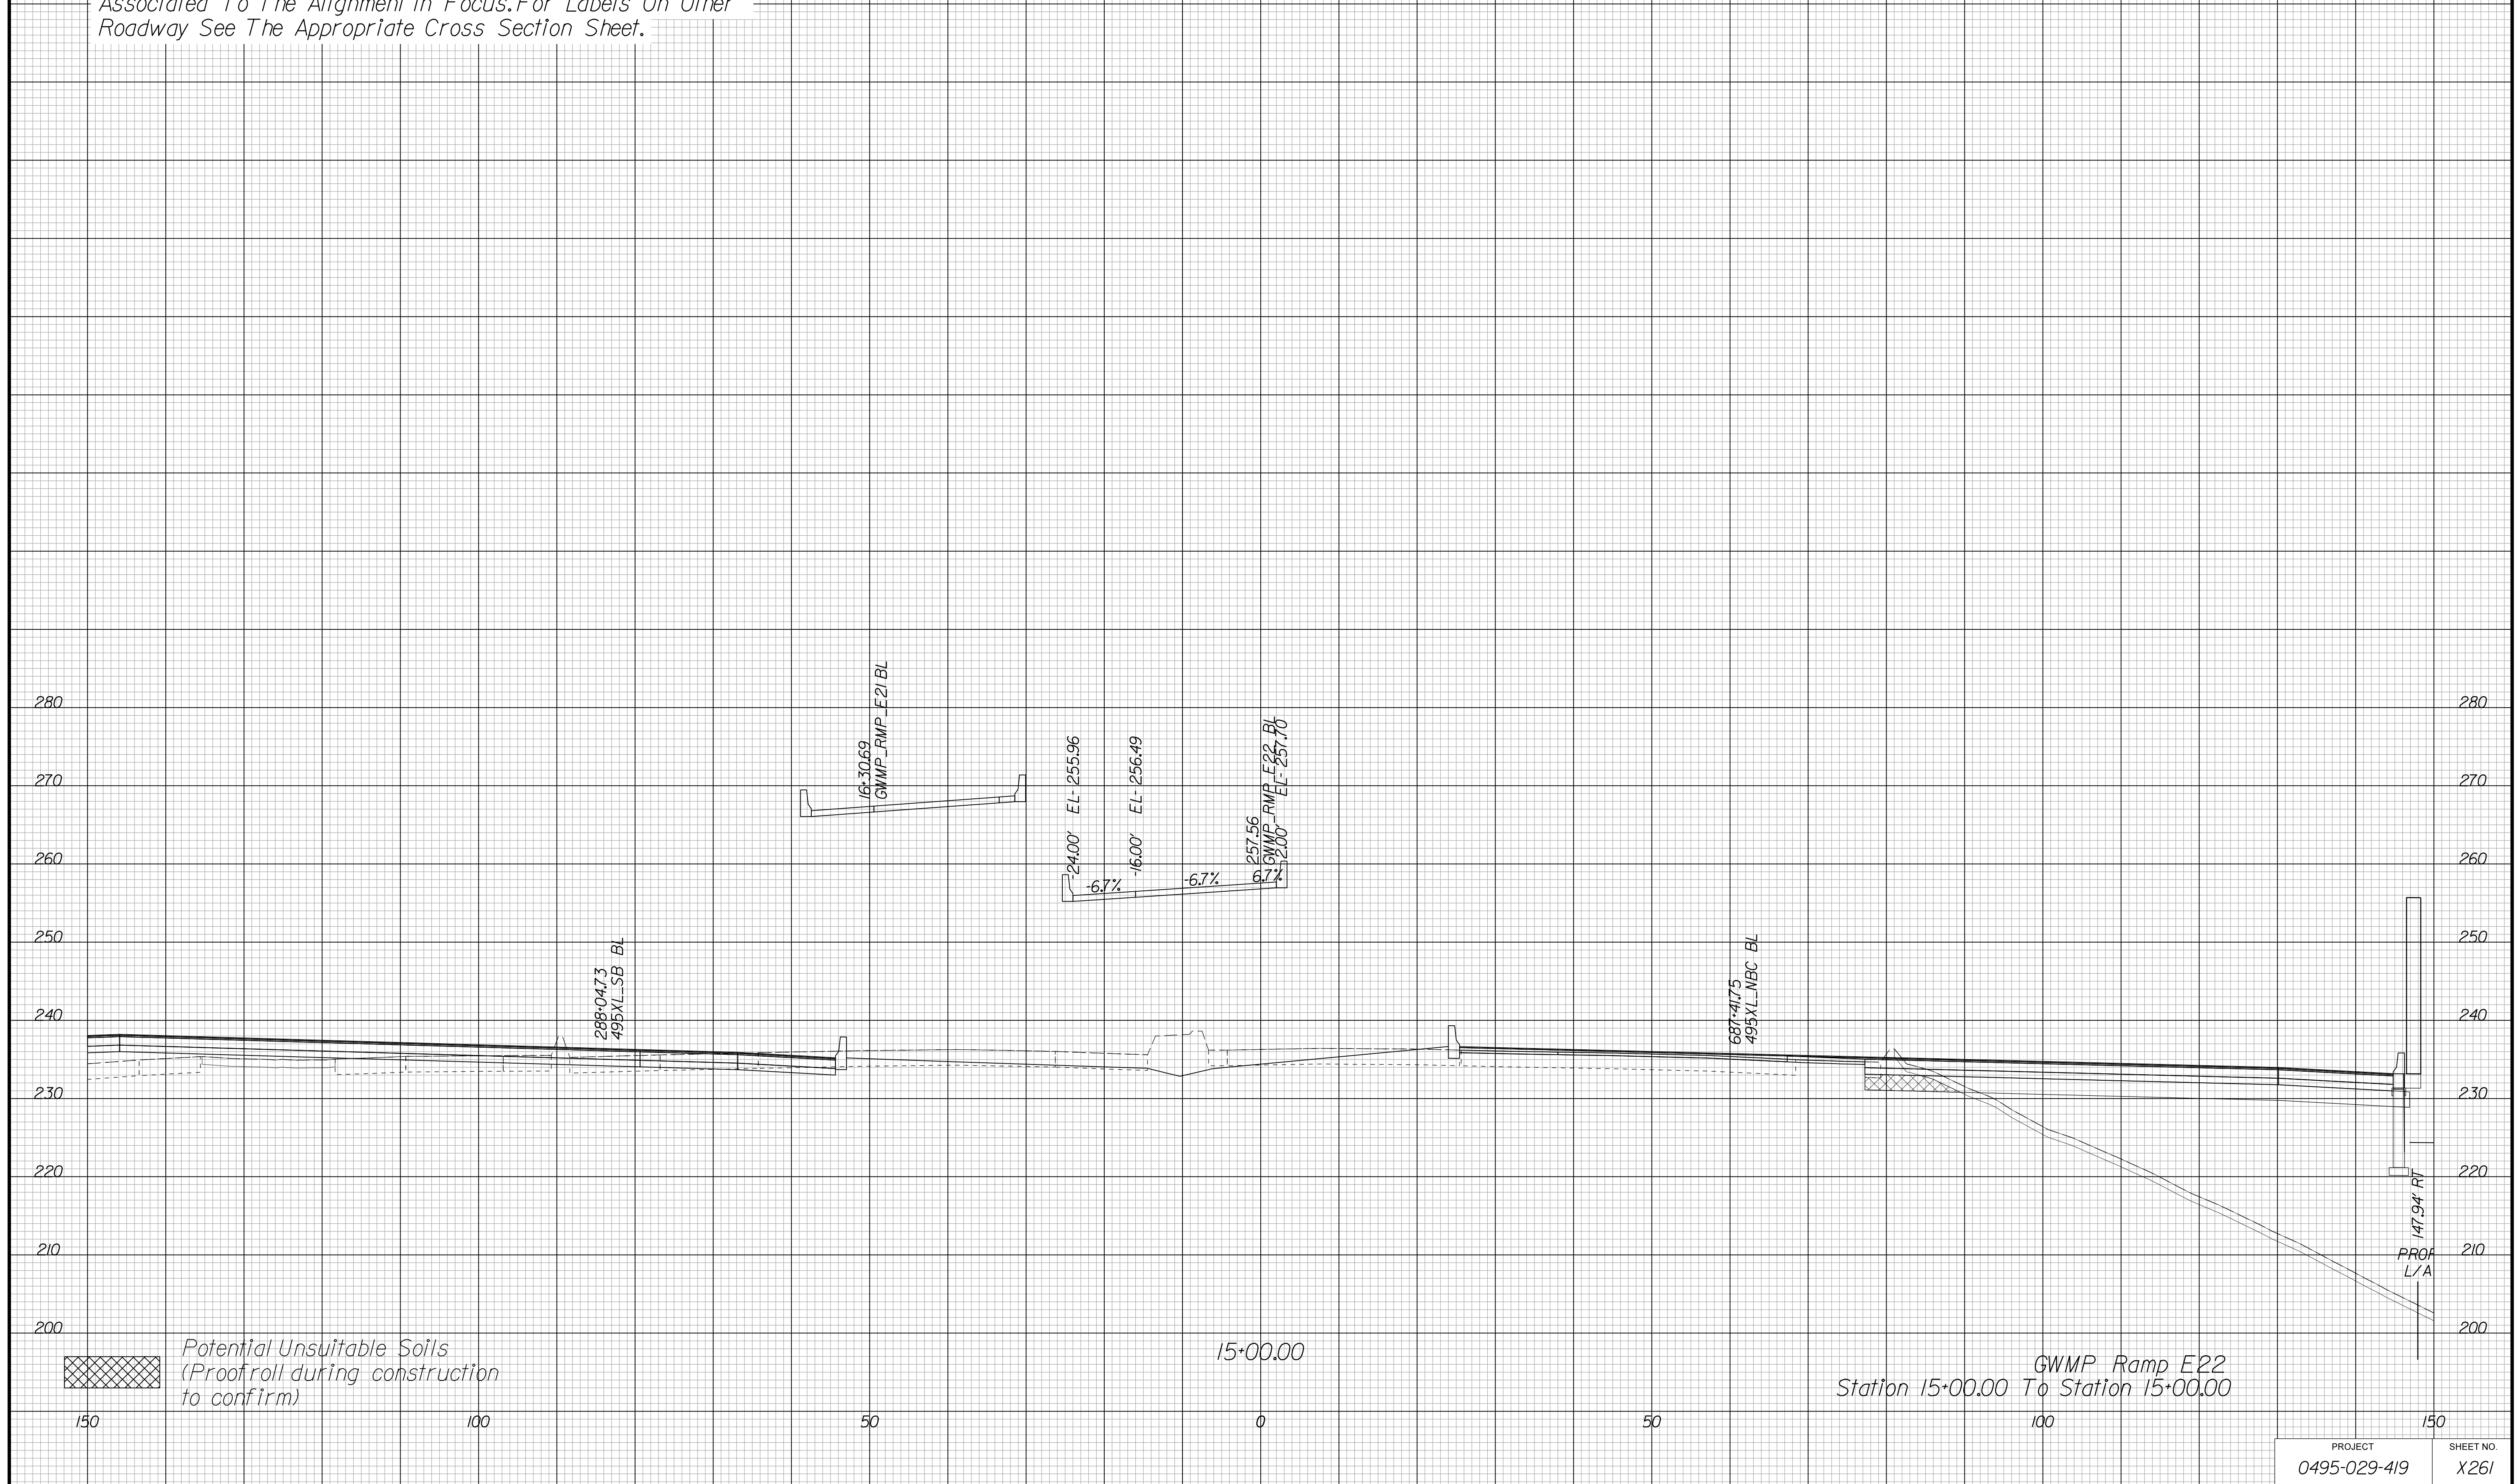 Associated To The Alignment In Focus. For Labels On Other
Roadway See The Appropriate Cross Section Sheet.
280
280
270
270
260
260
250
250
240
240
230
230
220
220
210
210
200
200
16+30.69
GWMP_RMP_E21 BL
-24.00' EL- 255.96
-16.00' EL- 256.49
257.56
GWMP_RMP_E22 BL
2.00' EL- 257.70
-6.7%
-6.7%
6.7%
288+04.73
495XL_SB BL
687+41.75
495XL_NBC BL
147.94' RT
PROP
L/A
Potential Unsuitable Soils
(Proofroll during construction
to confirm)
15+00.00
GWMP Ramp E22
Station 15+00.00 To Station 15+00.00
150
100
50
0
50
100
150
PROJECT
SHEET NO.
0495-029-419
X261